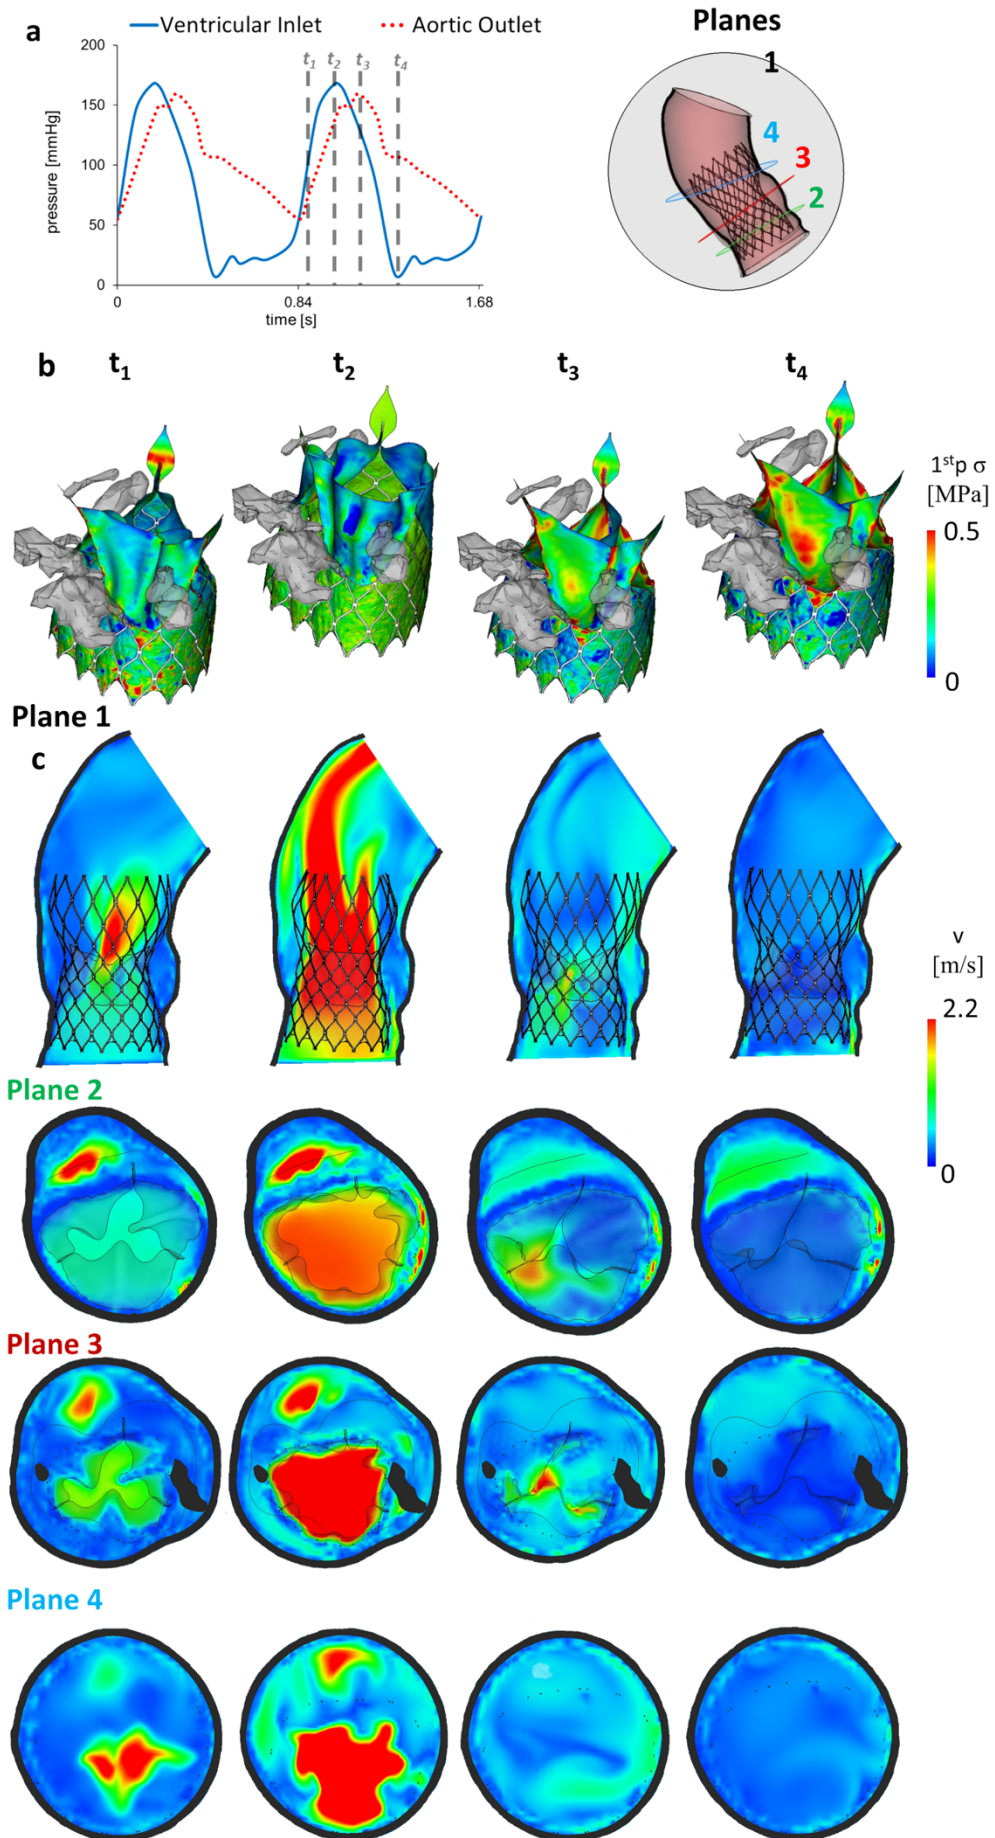 a
Ventricular Inlet
Aortic Outlet
Planes
200
150
100
50
0
pressure [mmHg]
t1
t2
t3
t4
0
0.84
1.68
time [s]
1
4
3
2
b
t1
t2
t3
t4
1st p σ
[MPa]
0.5
0
Plane 1
c
v
[m/s]
2.2
0
Plane 2
Plane 3
Plane 4